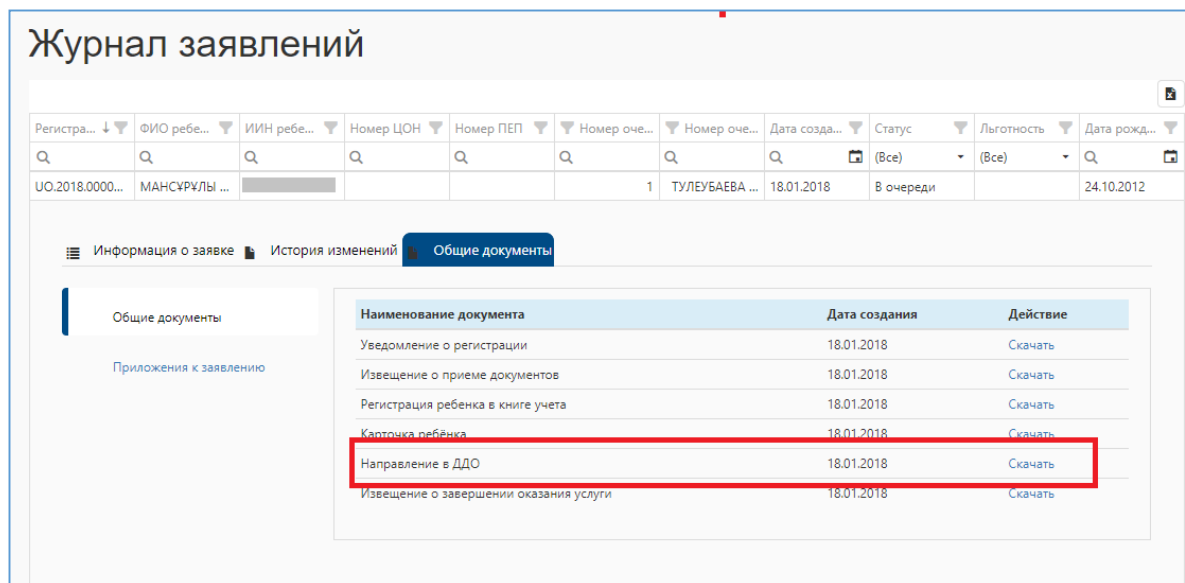 Журнал заявлений
Регистра... ФИО ребе... ИИН ребе... Номер ЦОН Номер ПЕП Номер оче... Номер оче... Дата созда... Статус Льготность Дата рожд...
(Все) (Все)
UO.2018.0000... МАНСҰРҰЛЫ ... 1 ТУЛЕУБАЕВА ... 18.01.2018 В очереди 24.10.2012
Информация о заявке История изменений Общие документы
Общие документы
Приложения к заявлению
Наименование документа Дата создания Действие
Уведомление о регистрации 18.01.2018 Скачать
Извещение о приеме документов 18.01.2018 Скачать
Регистрация ребенка в книге учета 18.01.2018 Скачать
Карточка ребёнка 18.01.2018 Скачать
Направление в ДДО 18.01.2018 Скачать
Извещение о завершении оказания услуги 18.01.2018 Скачать